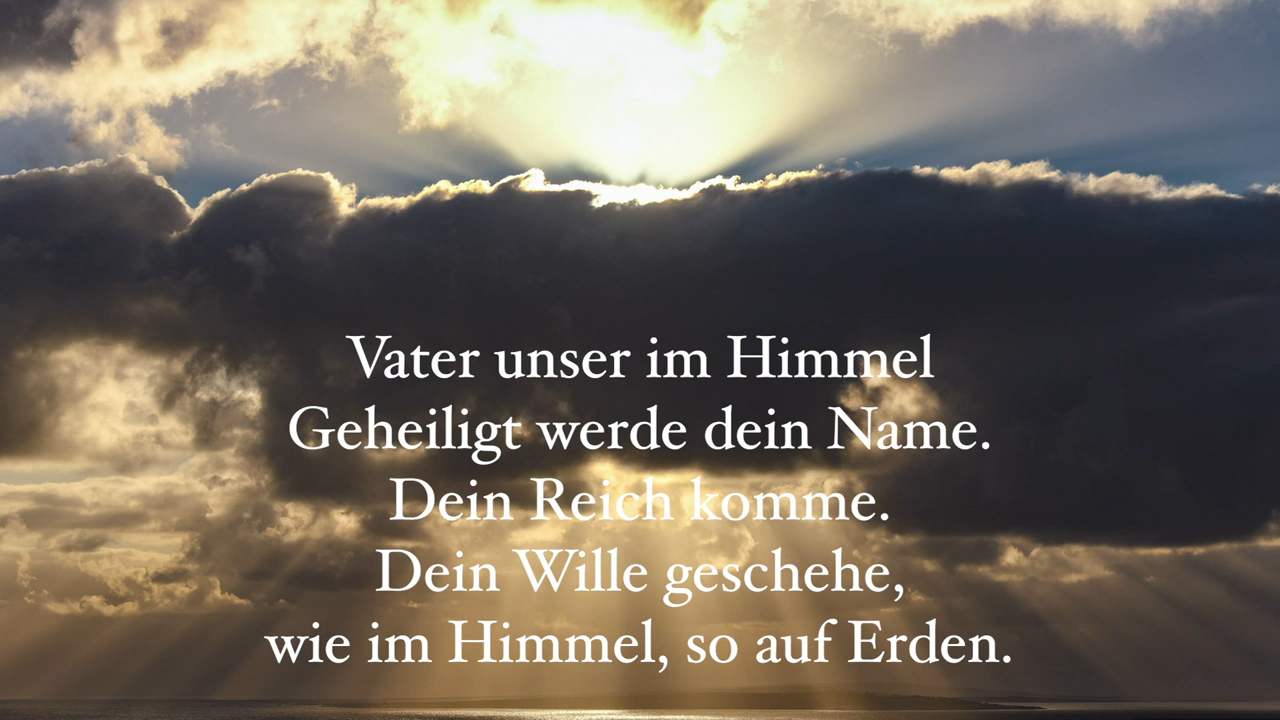 Vater unser im Himmel
Geheiligt werde dein Name.
Dein Reich komme.
Dein Wille geschehe,
wie im Himmel, so auf Erden.